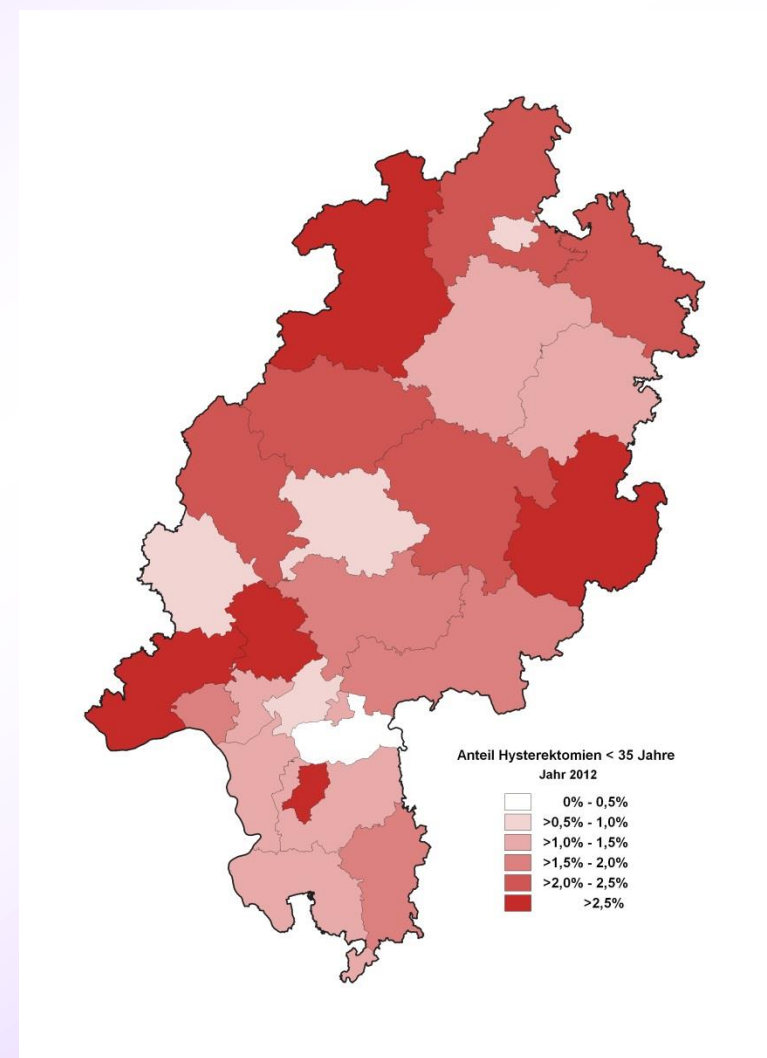 Anteil Hysterektomien < 35 Jahre
Jahr 2012
0% - 0,5%
>0,5% - 1,0%
>1,0% - 1,5%
>1,5% - 2,0%
>2,0% - 2,5%
>2,5%